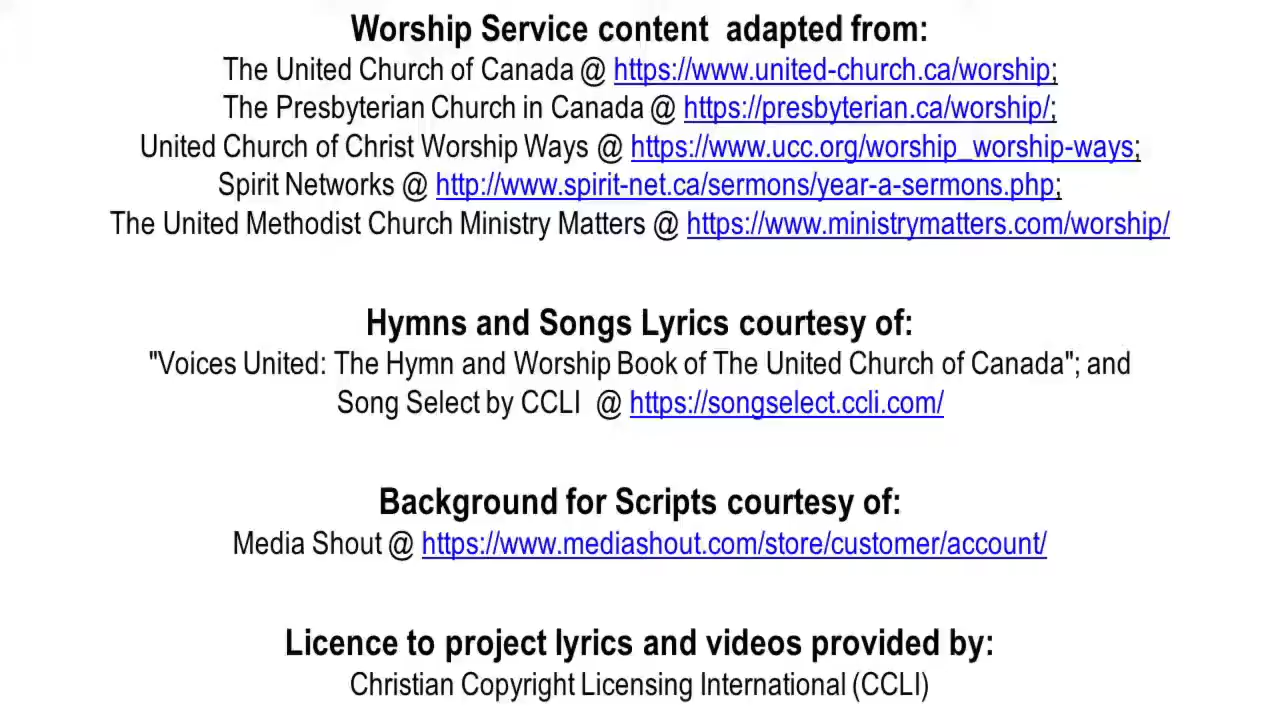 Worship Service content  adapted from:
The United Church of Canada @ https://www.united-church.ca/worship;
The Presbyterian Church in Canada @ https://presbyterian.ca/worship/;
United Church of Christ Worship Ways @ https://www.ucc.org/worship_worship-ways;
Spirit Networks @ http://www.spirit-net.ca/sermons/year-a-sermons.php;
The United Methodist Church Ministry Matters @ https://www.ministrymatters.com/worship/
Hymns and Songs Lyrics courtesy of:
"Voices United: The Hymn and Worship Book of The United Church of Canada"; and
Song Select by CCLI  @ https://songselect.ccli.com/
Background for Scripts courtesy of:
Media Shout @ https://www.mediashout.com/store/customer/account/
Licence to project lyrics and videos provided by:
Christian Copyright Licensing International (CCLI)